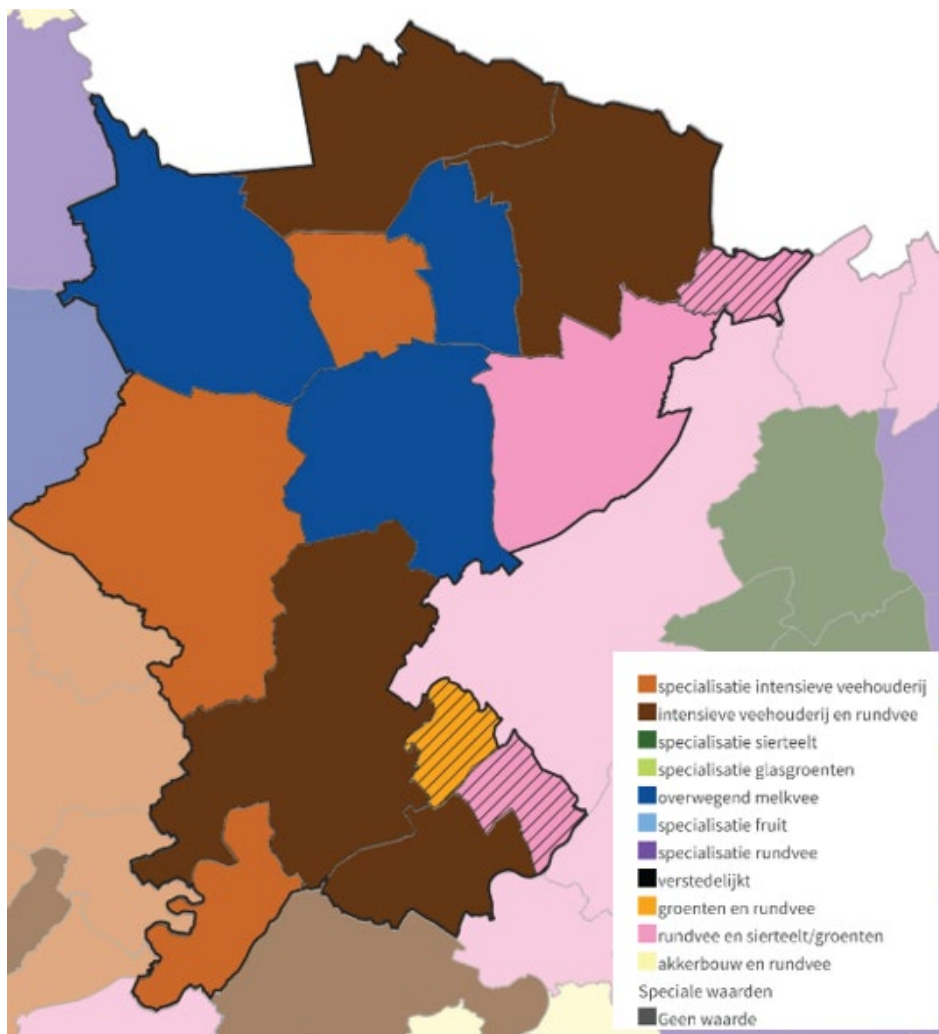 specialisatie intensieve veehouderij
intensieve veehouderij en rundvee
specialisatie sierteelt
specialisatie glasgroenten
overwegend melkvee
specialisatie fruit
specialisatie rundvee
verstedelijkt
groenten en rundvee
rundvee en sierteelt/groenten
akkerbouw en rundvee
Speciale waarden
Geen waarde